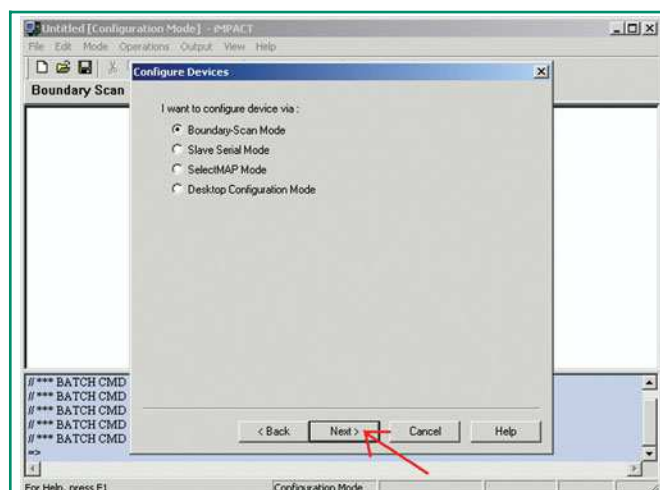 Untitled [Configuration Mode] - iMPACT
File Edit Mode Operations Output View Help
Configure Devices
Boundary Scan
I want to configure device via :
Boundary-Scan Mode
Slave Serial Mode
SelectMAP Mode
Desktop Configuration Mode
// *** BATCH CMD
// *** BATCH CMD
// *** BATCH CMD
// *** BATCH CMD
// *** BATCH CMD
=>
< Back Next > Cancel Help
For Help, press F1 Configuration Mode